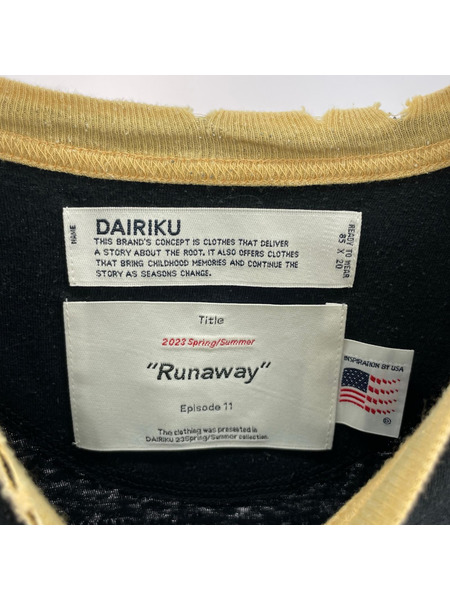 NAME
DAIRIKU
THIS BRAND'S CONCEPT IS CLOTHES THAT DELIVER
A STORY ABOUT THE ROOT. IT ALSO OFFERS CLOTHES
THAT BRING CHILDHOOD MEMORIES AND CONTINUE THE
STORY AS SEASONS CHANGE.
READY TO WEAR
85 X 20
Title
2023 Spring/Summer
"Runaway"
Episode 11
The clothing was presented in
DAIRIKU 23Spring/Summer collection.
INSPIRATION BY USA
®